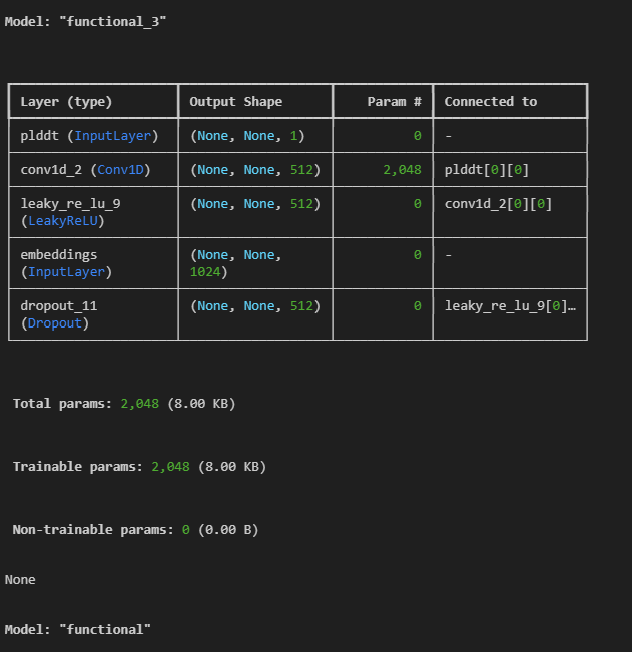 Model: "functional_3"
Layer (type) Output Shape Param # Connected to
plddt (InputLayer) (None, None, 1) 0 -
conv1d_2 (Conv1D) (None, None, 512) 2,048 plddt[0][0]
leaky_re_lu_9 (None, None, 512) 0 conv1d_2[0][0]
(LeakyReLU)
embeddings (None, None, 0 -
(InputLayer) 1024)
dropout_11 (None, None, 512) 0 leaky_re_lu_9[0]…
(Dropout)
Total params: 2,048 (8.00 KB)
Trainable params: 2,048 (8.00 KB)
Non-trainable params: 0 (0.00 B)
None
Model: "functional"